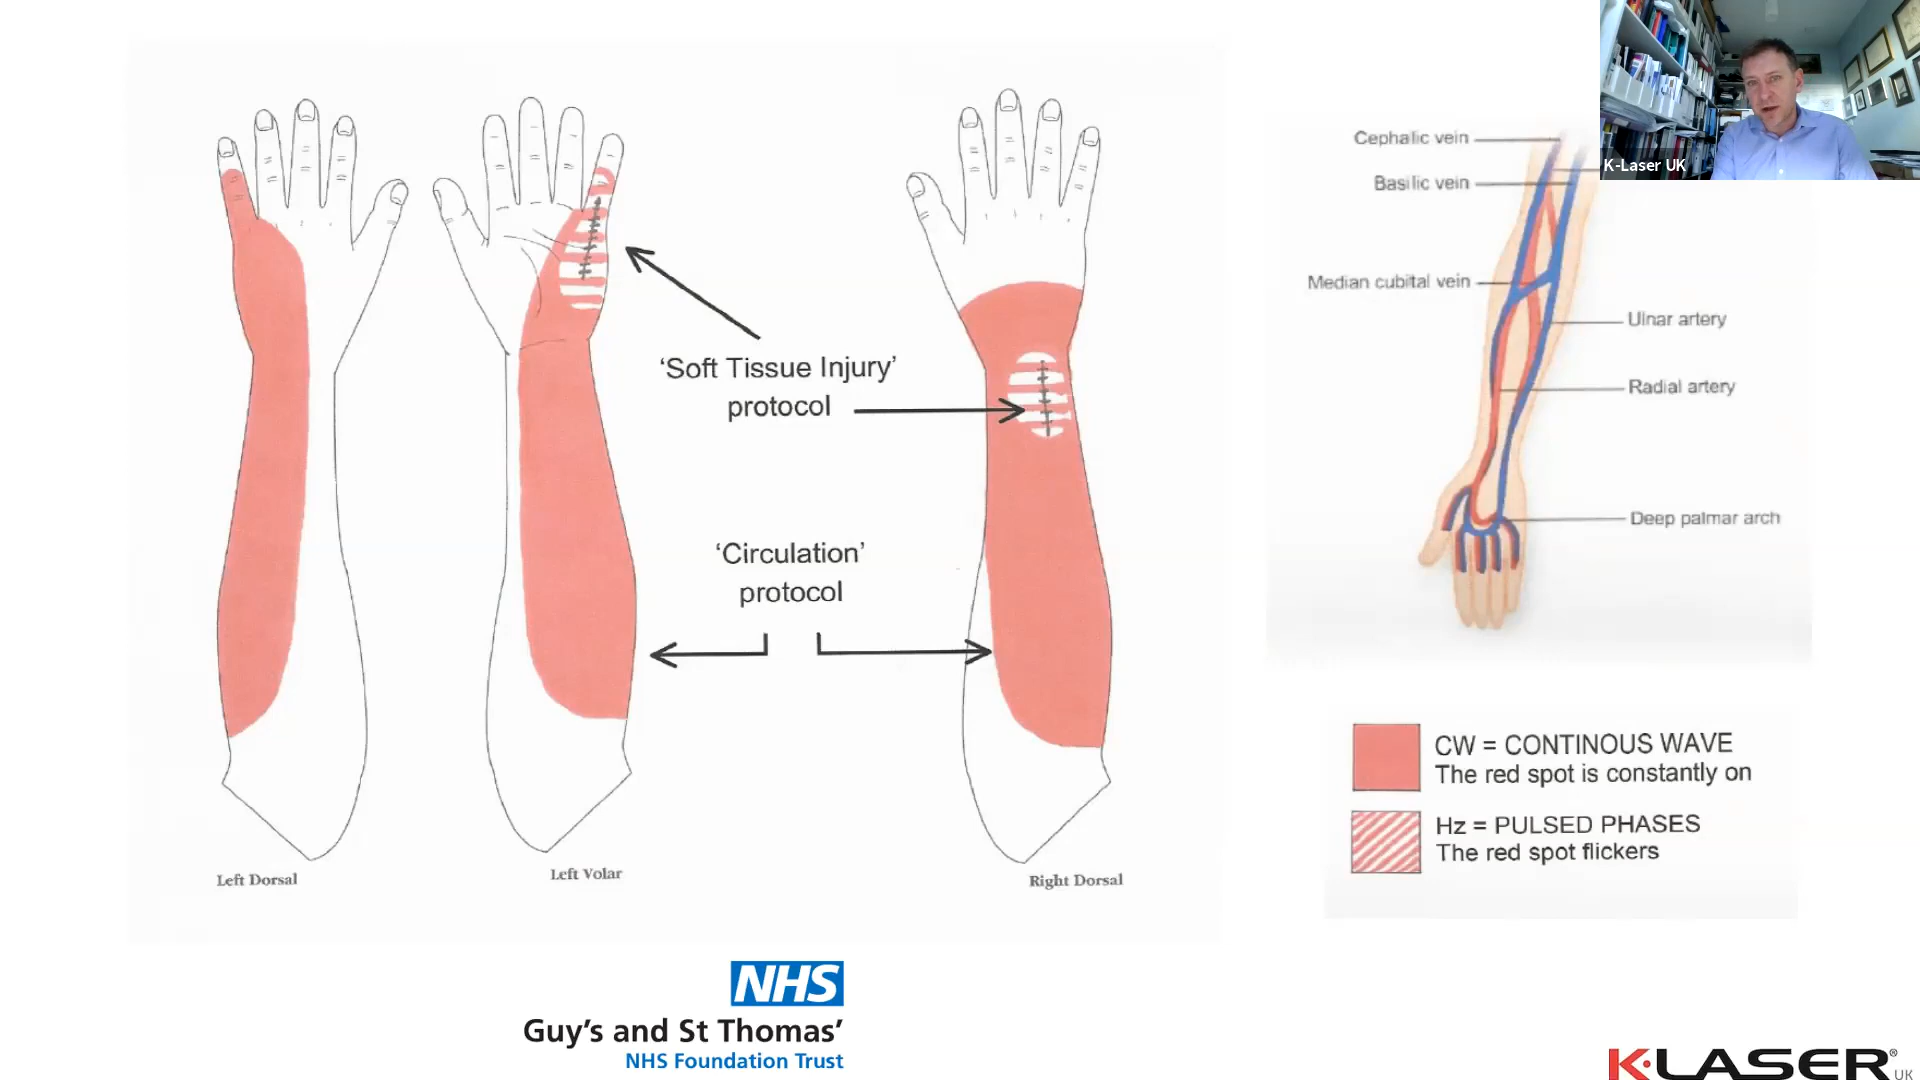 Cephalic vein
Basilic vein
Median cubital vein
Ulnar artery
Radial artery
Deep palmar arch
K-Laser UK
‘Soft Tissue Injury’
protocol
‘Circulation’
protocol
Left Dorsal
Left Volar
Right Dorsal
CW = CONTINOUS WAVE
The red spot is constantly on
Hz = PULSED PHASES
The red spot flickers
NHS
Guy’s and St Thomas’
NHS Foundation Trust
K-LASER®
UK